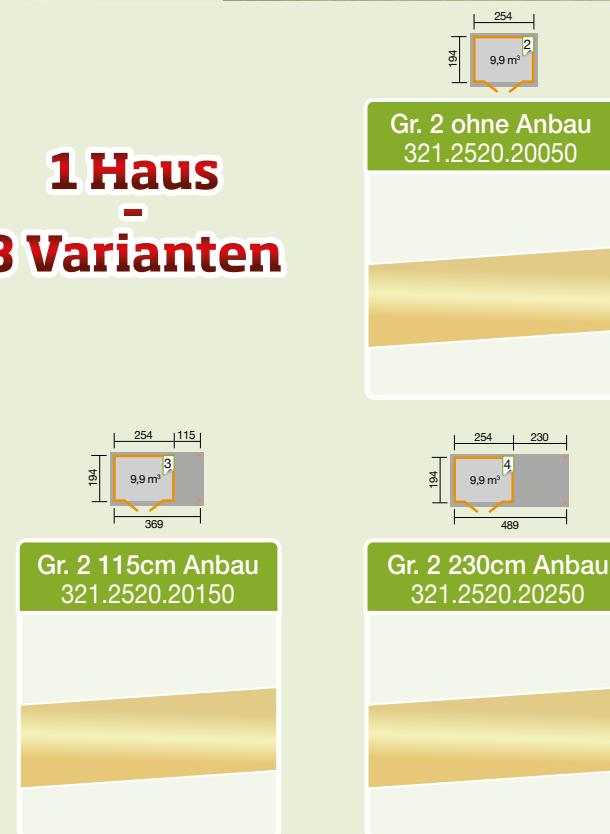 254
194
2
9,9 m³
Gr. 2 ohne Anbau
321.2520.20050
1 Haus
–
3 Varianten
254 115
194
3
9,9 m³
369
Gr. 2 115cm Anbau
321.2520.20150
254 230
194
4
9,9 m³
489
Gr. 2 230cm Anbau
321.2520.20250